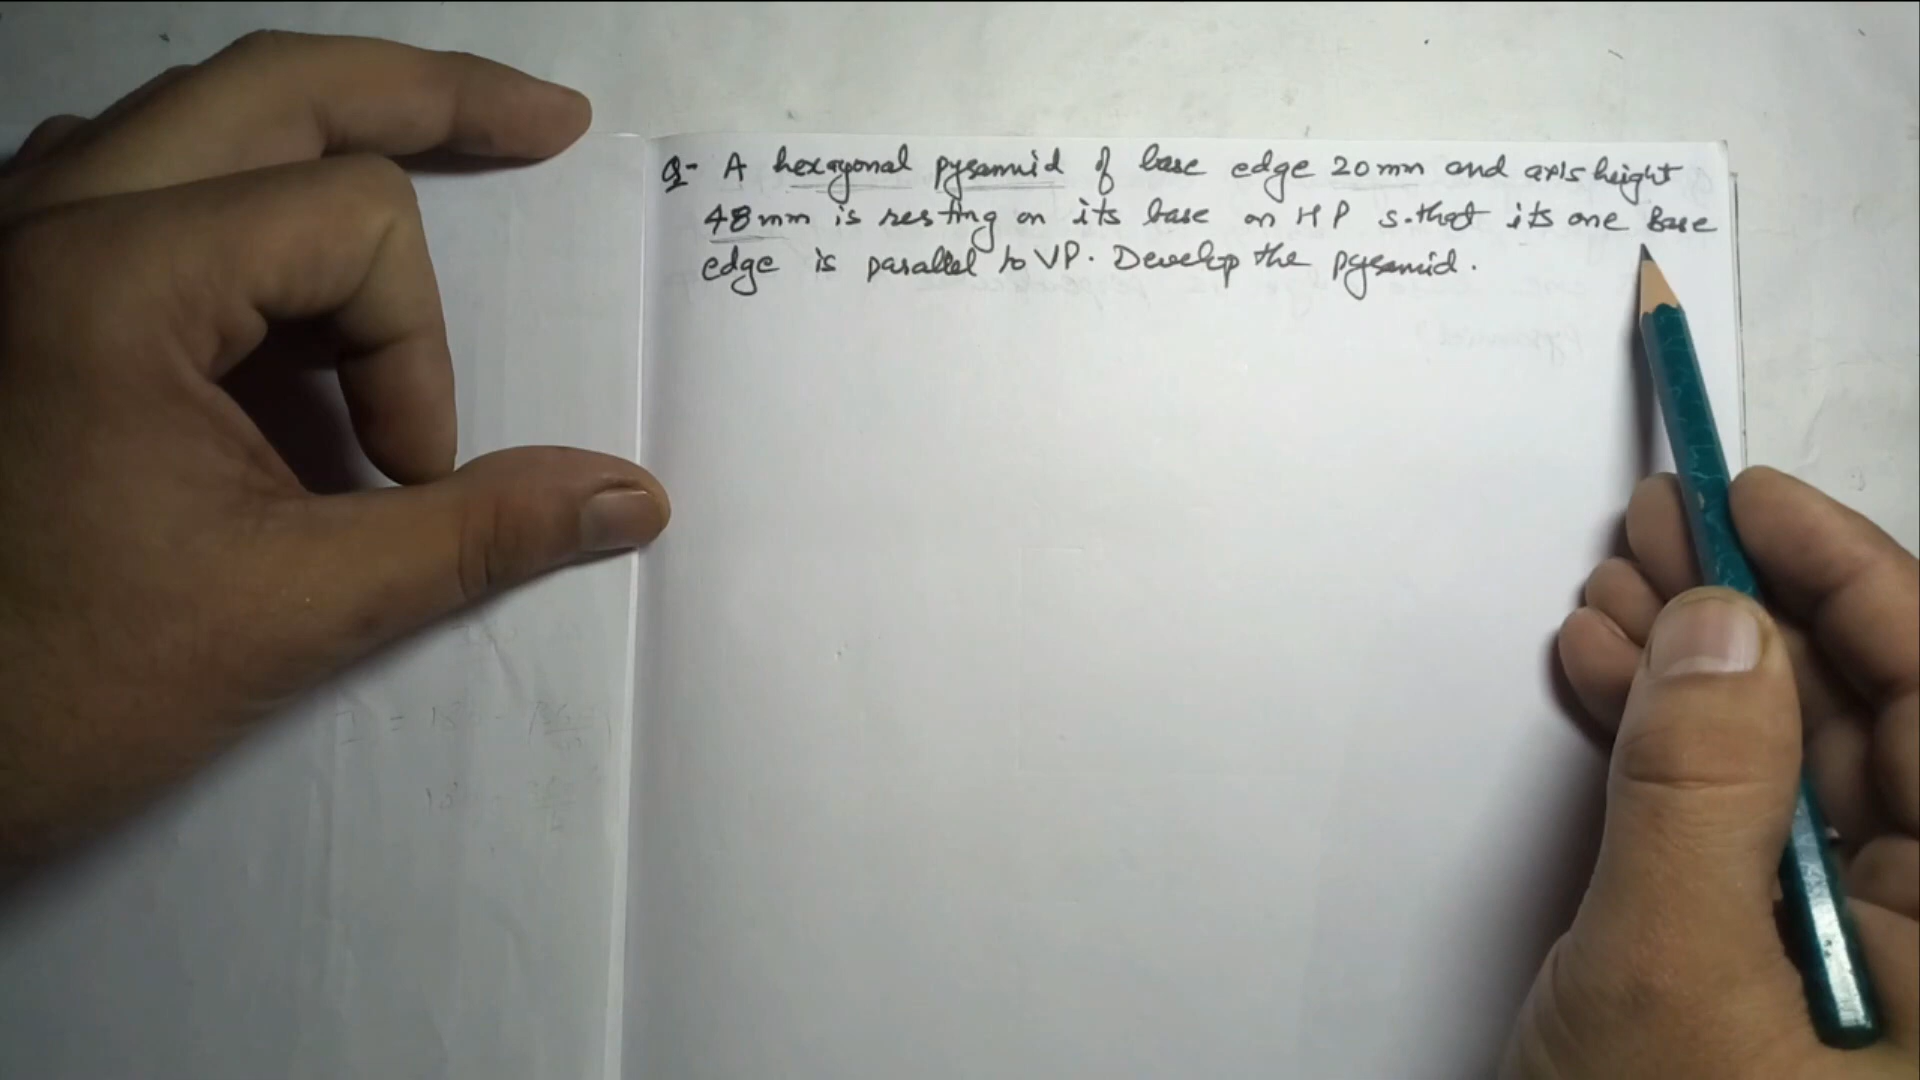 Q- A hexagonal pyramid of base edge 20mm and axis height
48mm is resting on its base on HP s.that its one Base
edge is parallel to VP. Develop the pyramid.